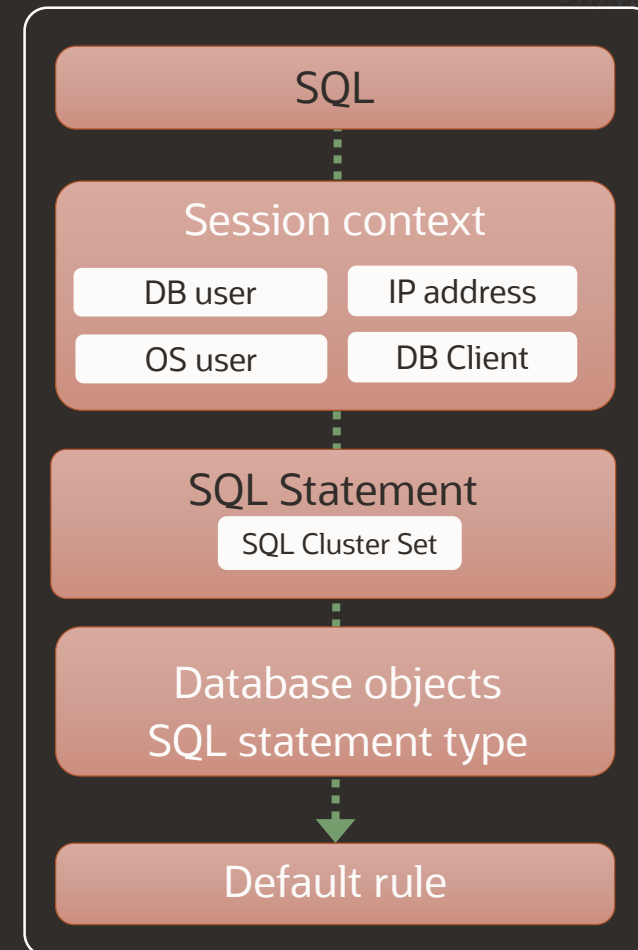 SQL
Session context
DB user
IP address
OS user
DB Client
SQL Statement
SQL Cluster Set
Database objects
SQL statement type
Default rule